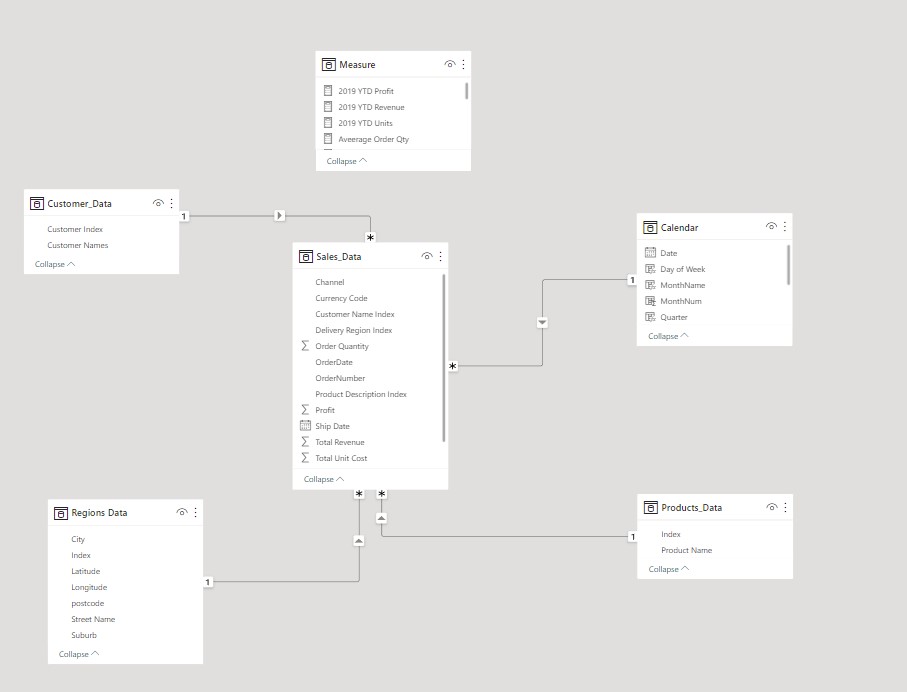 Measure
2019 YTD Profit
2019 YTD Revenue
2019 YTD Units
Aveerage Order Qty
Collapse
Customer_Data
Customer Index
Customer Names
Collapse
1
*
Sales_Data
Channel
Currency Code
Customer Name Index
Delivery Region Index
Order Quantity
OrderDate
OrderNumber
Product Description Index
Profit
Ship Date
Total Revenue
Total Unit Cost
Collapse
*
1
Calendar
Date
Day of Week
MonthName
MonthNum
Quarter
Collapse
*
*
Regions Data
City
Index
Latitude
Longitude
postcode
Street Name
Suburb
Collapse
1
1
Products_Data
Index
Product Name
Collapse